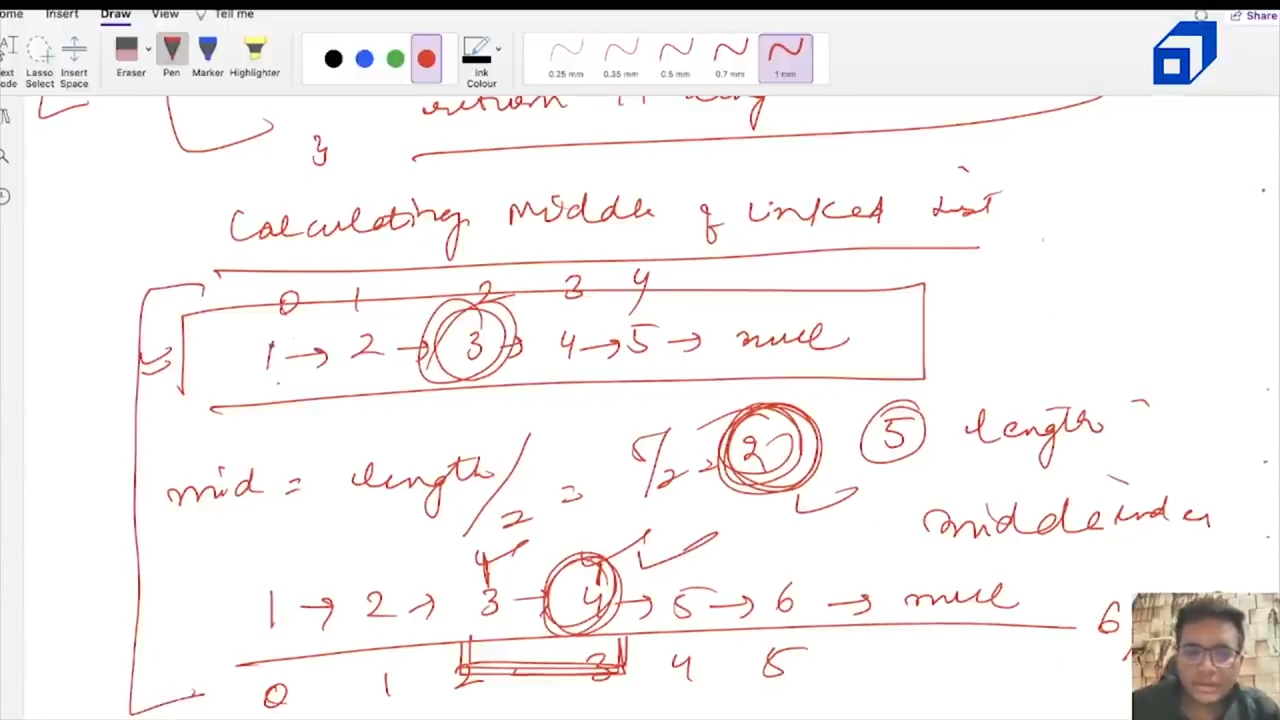 ome Insert Draw View Tell me Share
Text Mode Lasso Select Insert Space Eraser Pen Marker Highlighter Ink Colour 0.25 mm 0.35 mm 0.5 mm 0.7 mm 1 mm
}
Calculating Middle of Linked List
0 1 2 3 4
1 → 2 → 3 → 4 → 5 → null
mid = length/2 = 5/2 = 2 5 length
middle index
1 → 2 → 3 → 4 → 5 → 6 → null 6
0 1 2 3 4 5